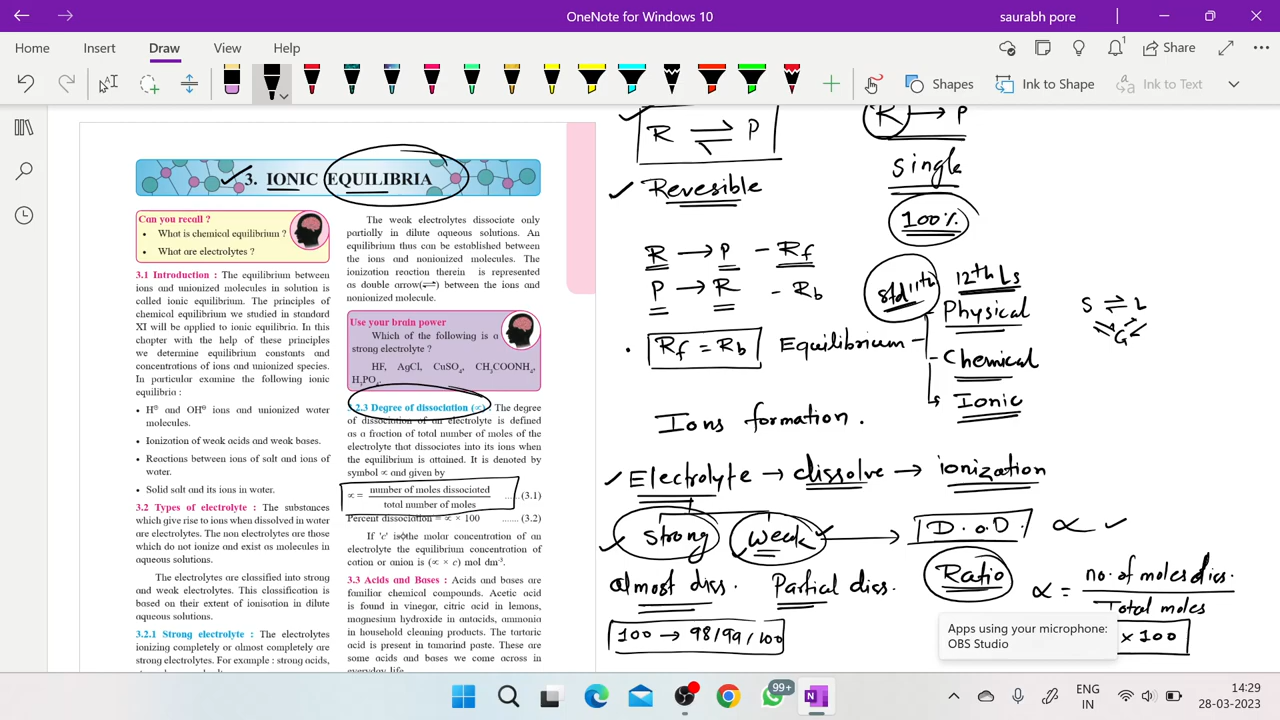 OneNote for Windows 10
saurabh pore
Home Insert Draw View Help
Share
Shapes
Ink to Shape
Ink to Text
3. IONIC EQUILIBRIA
Can you recall ?
• What is chemical equilibrium ?
• What are electrolytes ?
3.1 Introduction : The equilibrium between
ions and unionized molecules in solution is
called ionic equilibrium. The principles of
chemical equilibrium we studied in standard
XI will be applied to ionic equilibria. In this
chapter with the help of these principles
we determine equilibrium constants and
concentrations of ions and unionized species.
In particular examine the following ionic
equilibria :
• H⊕ and OH⊖ ions and unionized water
molecules.
• Ionization of weak acids and weak bases.
• Reactions between ions of salt and ions of
water.
• Solid salt and its ions in water.
3.2 Types of electrolyte : The substances
which give rise to ions when dissolved in water
are electrolytes. The non electrolytes are those
which do not ionize and exist as molecules in
aqueous solutions.
The electrolytes are classified into strong
and weak electrolytes. This classification is
based on their extent of ionisation in dilute
aqueous solutions.
3.2.1 Strong electrolyte : The electrolytes
ionizing completely or almost completely are
strong electrolytes. For example : strong acids,
The weak electrolytes dissociate only
partially in dilute aqueous solutions. An
equilibrium thus can be established between
the ions and nonionized molecules. The
ionization reaction therein is represented
as double arrow(⇌) between the ions and
nonionized molecule.
Use your brain power
Which of the following is a
strong electrolyte ?
HF, AgCl, CuSO₄, CH₃COONH₄,
H₃PO₄
3.2.3 Degree of dissociation (∝) : The degree
of dissociation of an electrolyte is defined
as a fraction of total number of moles of the
electrolyte that dissociates into its ions when
the equilibrium is attained. It is denoted by
symbol ∝ and given by
∝ = number of moles dissociated ..... (3.1)
total number of moles
Percent dissociation = ∝ × 100 ....... (3.2)
If 'c' is the molar concentration of an
electrolyte the equilibrium concentration of
cation or anion is (∝ × c) mol dm⁻³.
3.3 Acids and Bases : Acids and bases are
familiar chemical compounds. Acetic acid
is found in vinegar, citric acid in lemons,
magnesium hydroxide in antacids, ammonia
in household cleaning products. The tartaric
acid is present in tamarind paste. These are
some acids and bases we come across in
everyday life.
R ⇌ P
R → P
single
Revesible
100%
R → P - Rf
P → R - Rb
std 11th
12th Ls
Physical
S ⇌ L
G
Rf = Rb Equilibrium
Chemical
Ionic
Ions formation.
Electrolyte → dissolve → ionization
strong weak → D.o.D. ∝
almost diss. Partial diss.
Ratio
∝ = no. of moles diss.
Total moles
100 → 98/99/100
× 100
Apps using your microphone:
OBS Studio
99+
ENG
IN
14:29
28-03-2023